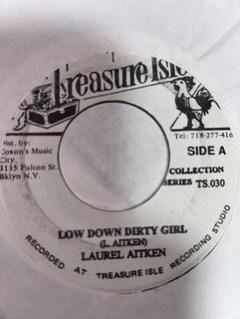 Treasure Isle
Dist. by:
Coxon's Music
City,
3135 Fulton St.
Bklyn N.Y.
Tel: 718-277-416
SIDE A
COLLECTION
SERIES TS.030
LOW DOWN DIRTY GIRL
(L. AITKEN)
LAUREL AITKEN
RECORDED AT TREASURE ISLE RECORDING